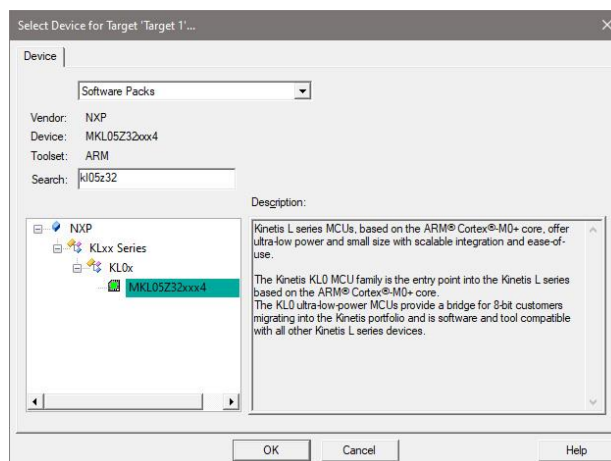 Select Device for Target 'Target 1'...
Device
Software Packs
Vendor: NXP
Device: MKL05Z32xxx4
Toolset: ARM
Search: kl05z32
Description:
NXP
KLxx Series
KL0x
MKL05Z32xxx4
Kinetis L series MCUs, based on the ARM® Cortex®-M0+ core, offer
ultra-low power and small size with scalable integration and ease-of-
use.
The Kinetis KL0 MCU family is the entry point into the Kinetis L series
based on the ARM® Cortex®-M0+ core.
The KL0 ultra-low-power MCUs provide a bridge for 8-bit customers
migrating into the Kinetis portfolio and is software and tool compatible
with all other Kinetis L series devices.
OK
Cancel
Help